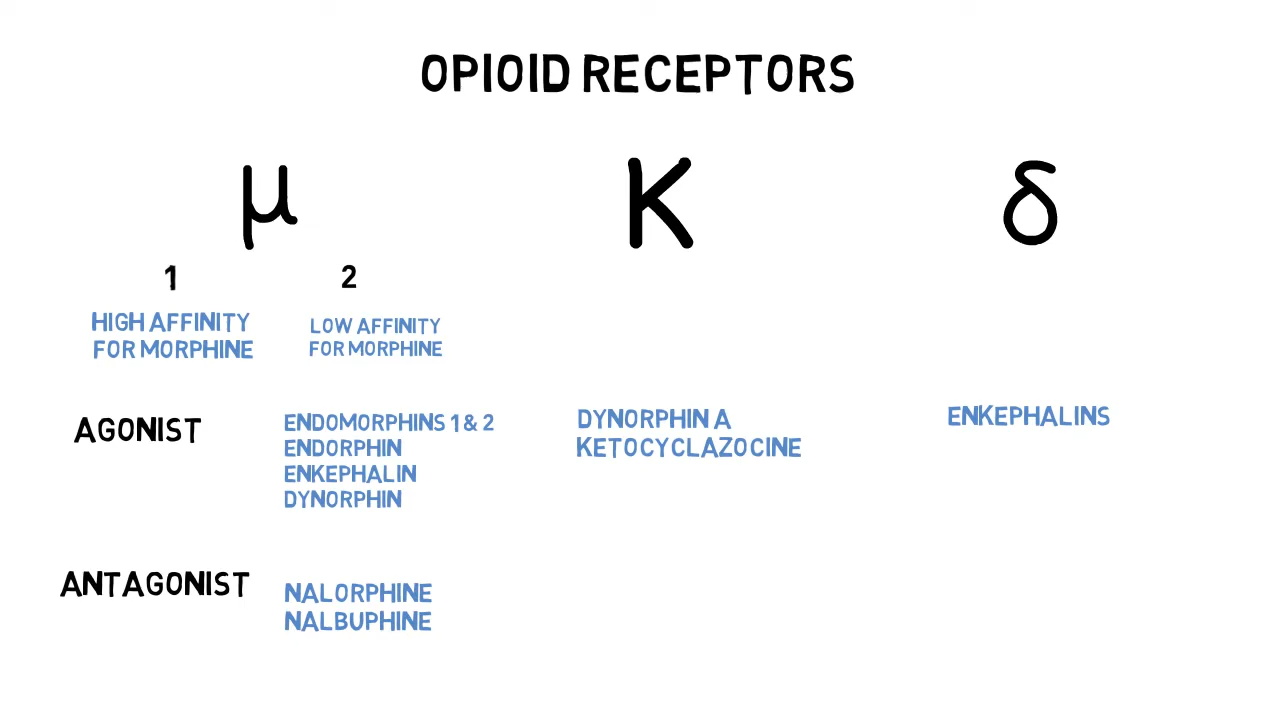 OPIOID RECEPTORS
μ K δ
1 2
HIGH AFFINITY
FOR MORPHINE
LOW AFFINITY
FOR MORPHINE
AGONIST
ENDOMORPHINS 1 & 2
ENDORPHIN
ENKEPHALIN
DYNORPHIN
DYNORPHIN A
KETOCYCLAZOCINE
ENKEPHALINS
ANTAGONIST
NALORPHINE
NALBUPHINE